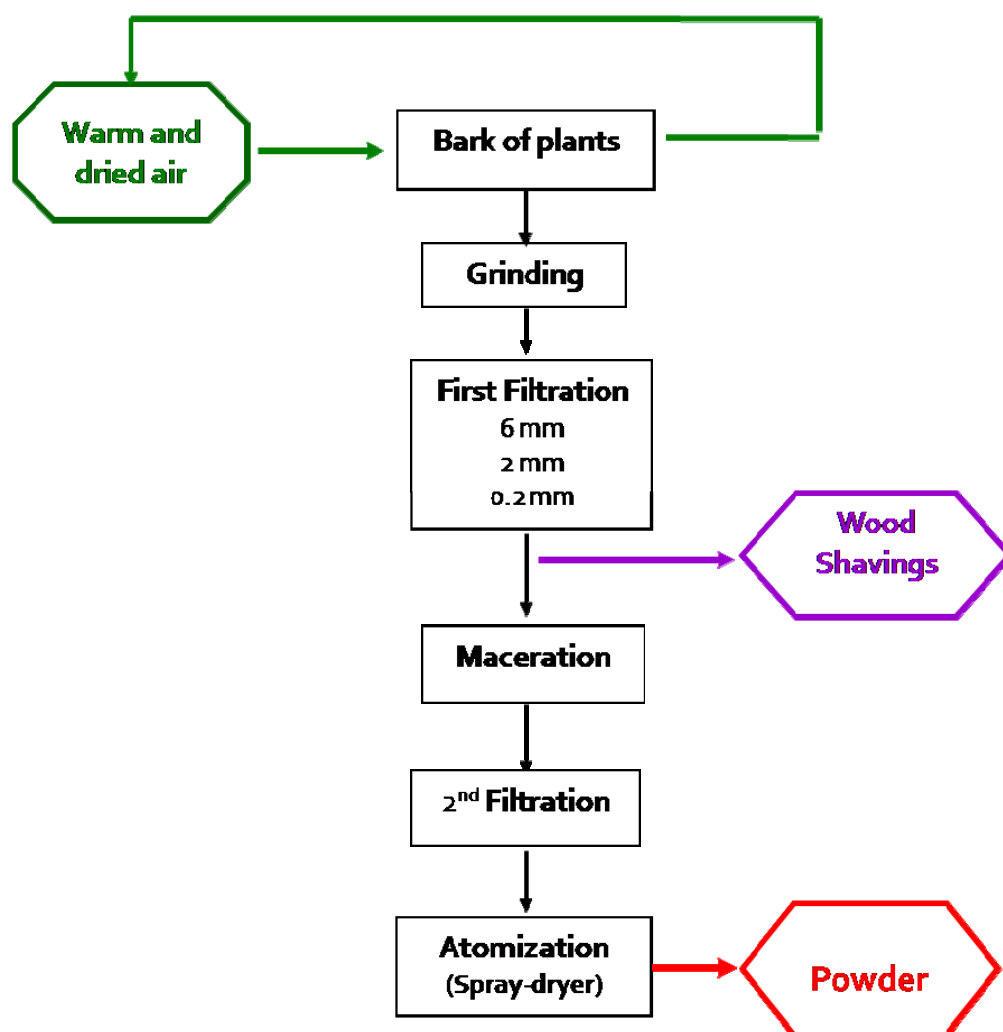 Warm and
dried air
Bark of plants
Grinding
First Filtration
6 mm
2 mm
0.2 mm
Wood
Shavings
Maceration
2nd Filtration
Atomization
(Spray-dryer)
Powder